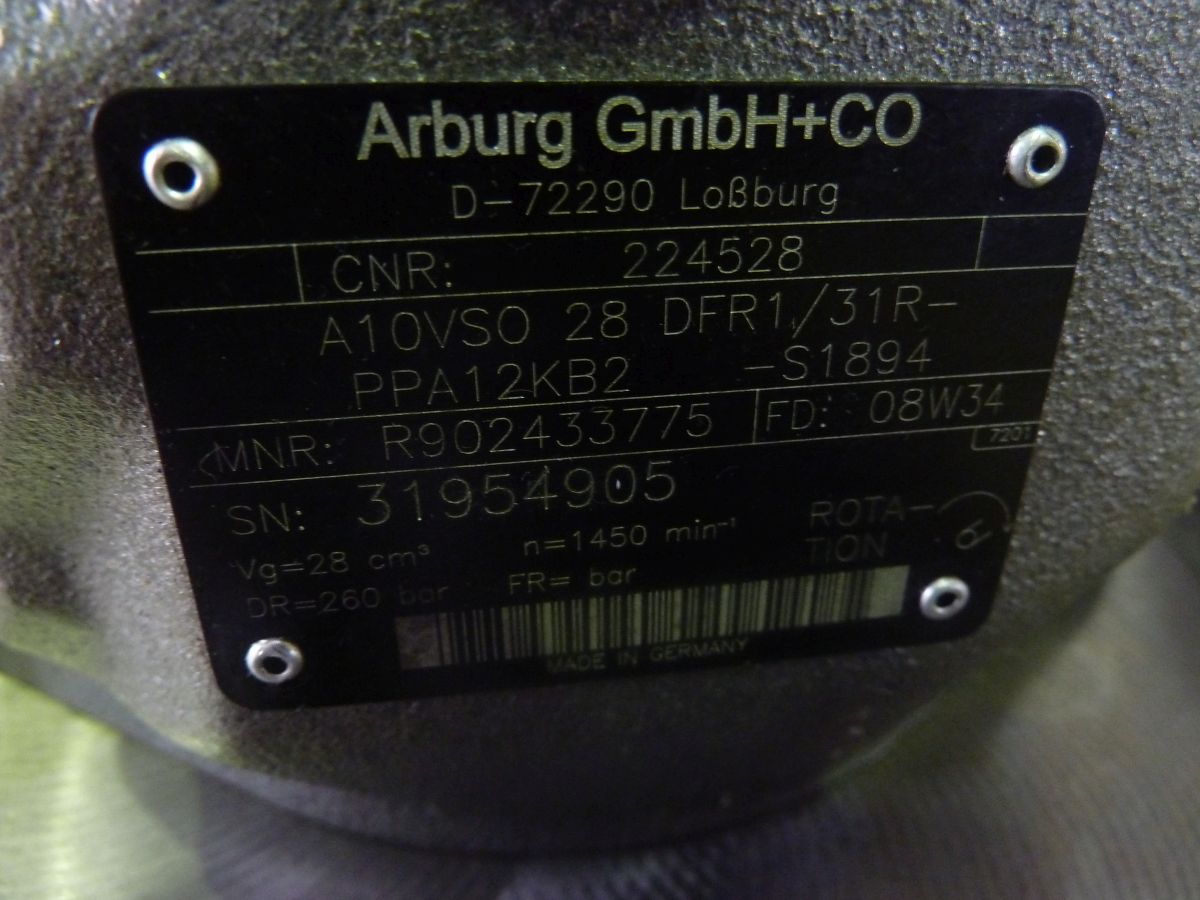 Arburg GmbH+CO
D-72290 Loßburg
CNR: 224528
A10VSO 28 DFR1/31R-
PPA12KB2 -S1894
MNR: R902433775 FD: 08W34
7201
SN: 31954905
Vg=28 cm³ n=1450 min⁻¹ ROTA-
TION R
DR=260 bar FR= bar
MADE IN GERMANY